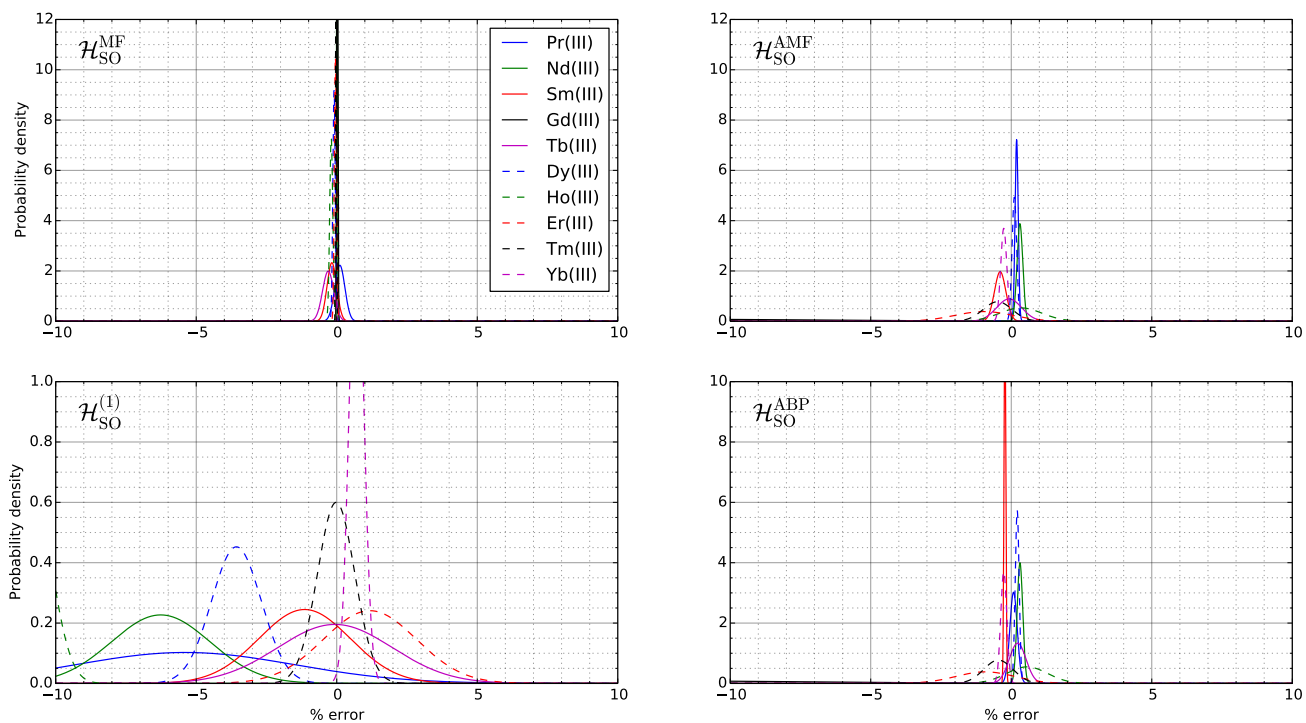 12
10
8
6
4
2
0
Probability density
ℋ_SO^MF
−10
−5
0
5
10
Pr(III)
Nd(III)
Sm(III)
Gd(III)
Tb(III)
Dy(III)
Ho(III)
Er(III)
Tm(III)
Yb(III)
12
10
8
6
4
2
0
ℋ_SO^AMF
−10
−5
0
5
10
1.0
0.8
0.6
0.4
0.2
0.0
Probability density
ℋ_SO^(1)
−10
−5
0
5
10
% error
10
8
6
4
2
0
ℋ_SO^ABP
−10
−5
0
5
10
% error